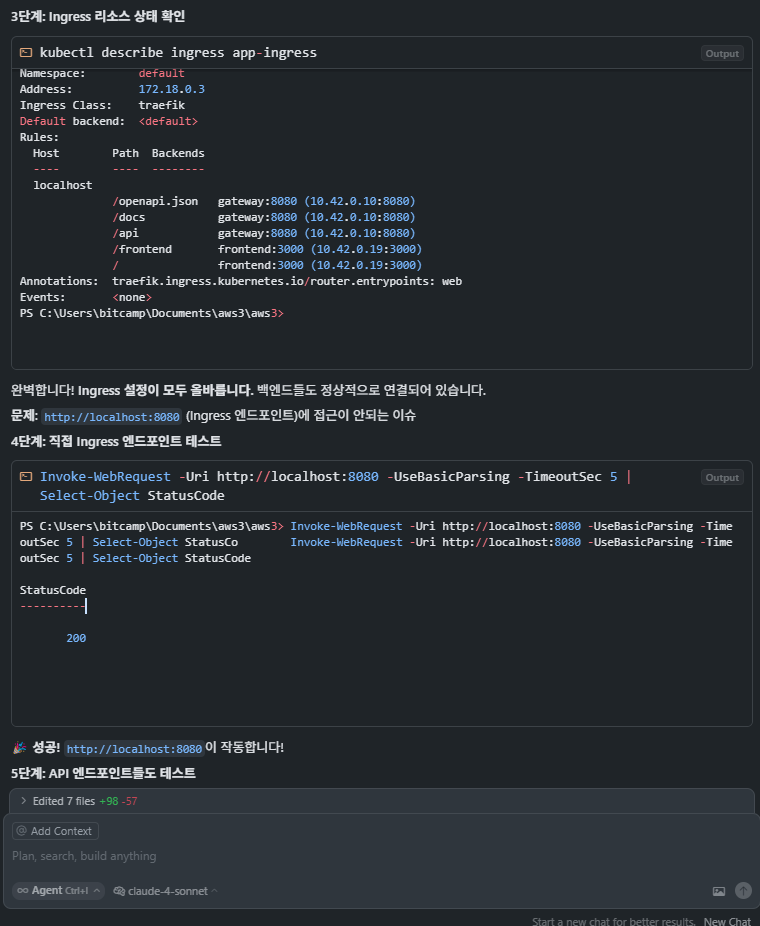 3단계: Ingress 리소스 상태 확인
kubectl describe ingress app-ingress
Output
Namespace:        default
Address:          172.18.0.3
Ingress Class:    traefik
Default backend:  <default>
Rules:
  Host        Path  Backends
  ----        ----  --------
  localhost
              /openapi.json   gateway:8080 (10.42.0.10:8080)
              /docs           gateway:8080 (10.42.0.10:8080)
              /api            gateway:8080 (10.42.0.10:8080)
              /frontend       frontend:3000 (10.42.0.19:3000)
              /               frontend:3000 (10.42.0.19:3000)
Annotations:  traefik.ingress.kubernetes.io/router.entrypoints: web
Events:       <none>
PS C:\Users\bitcamp\Documents\aws3\aws3>
완벽합니다! Ingress 설정이 모두 올바릅니다. 백엔드들도 정상적으로 연결되어 있습니다.
문제: http://localhost:8080 (Ingress 엔드포인트)에 접근이 안되는 이슈
4단계: 직접 Ingress 엔드포인트 테스트
Invoke-WebRequest -Uri http://localhost:8080 -UseBasicParsing -TimeoutSec 5 |
Select-Object StatusCode
Output
PS C:\Users\bitcamp\Documents\aws3\aws3> Invoke-WebRequest -Uri http://localhost:8080 -UseBasicParsing -Time
outSec 5 | Select-Object StatusCo        Invoke-WebRequest -Uri http://localhost:8080 -UseBasicParsing -Time
outSec 5 | Select-Object StatusCode
StatusCode
----------
200
🎉 성공! http://localhost:8080이 작동합니다!
5단계: API 엔드포인트들도 테스트
> Edited 7 files +98 -57
@ Add Context
Plan, search, build anything
∞ Agent Ctrl+I
claude-4-sonnet
Start a new chat for better results. New Chat